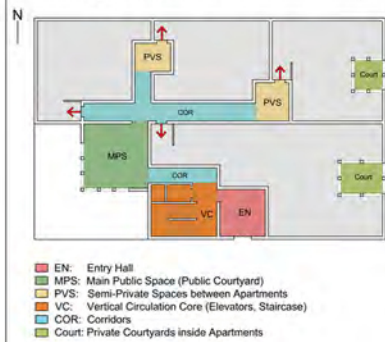 N
PVS
PVS
Court
COR
MPS
COR
Court
VC
EN
EN: Entry Hall
MPS: Main Public Space (Public Courtyard)
PVS: Semi-Private Spaces between Apartments
VC: Vertical Circulation Core (Elevators, Staircase)
COR: Corridors
Court: Private Courtyards inside Apartments